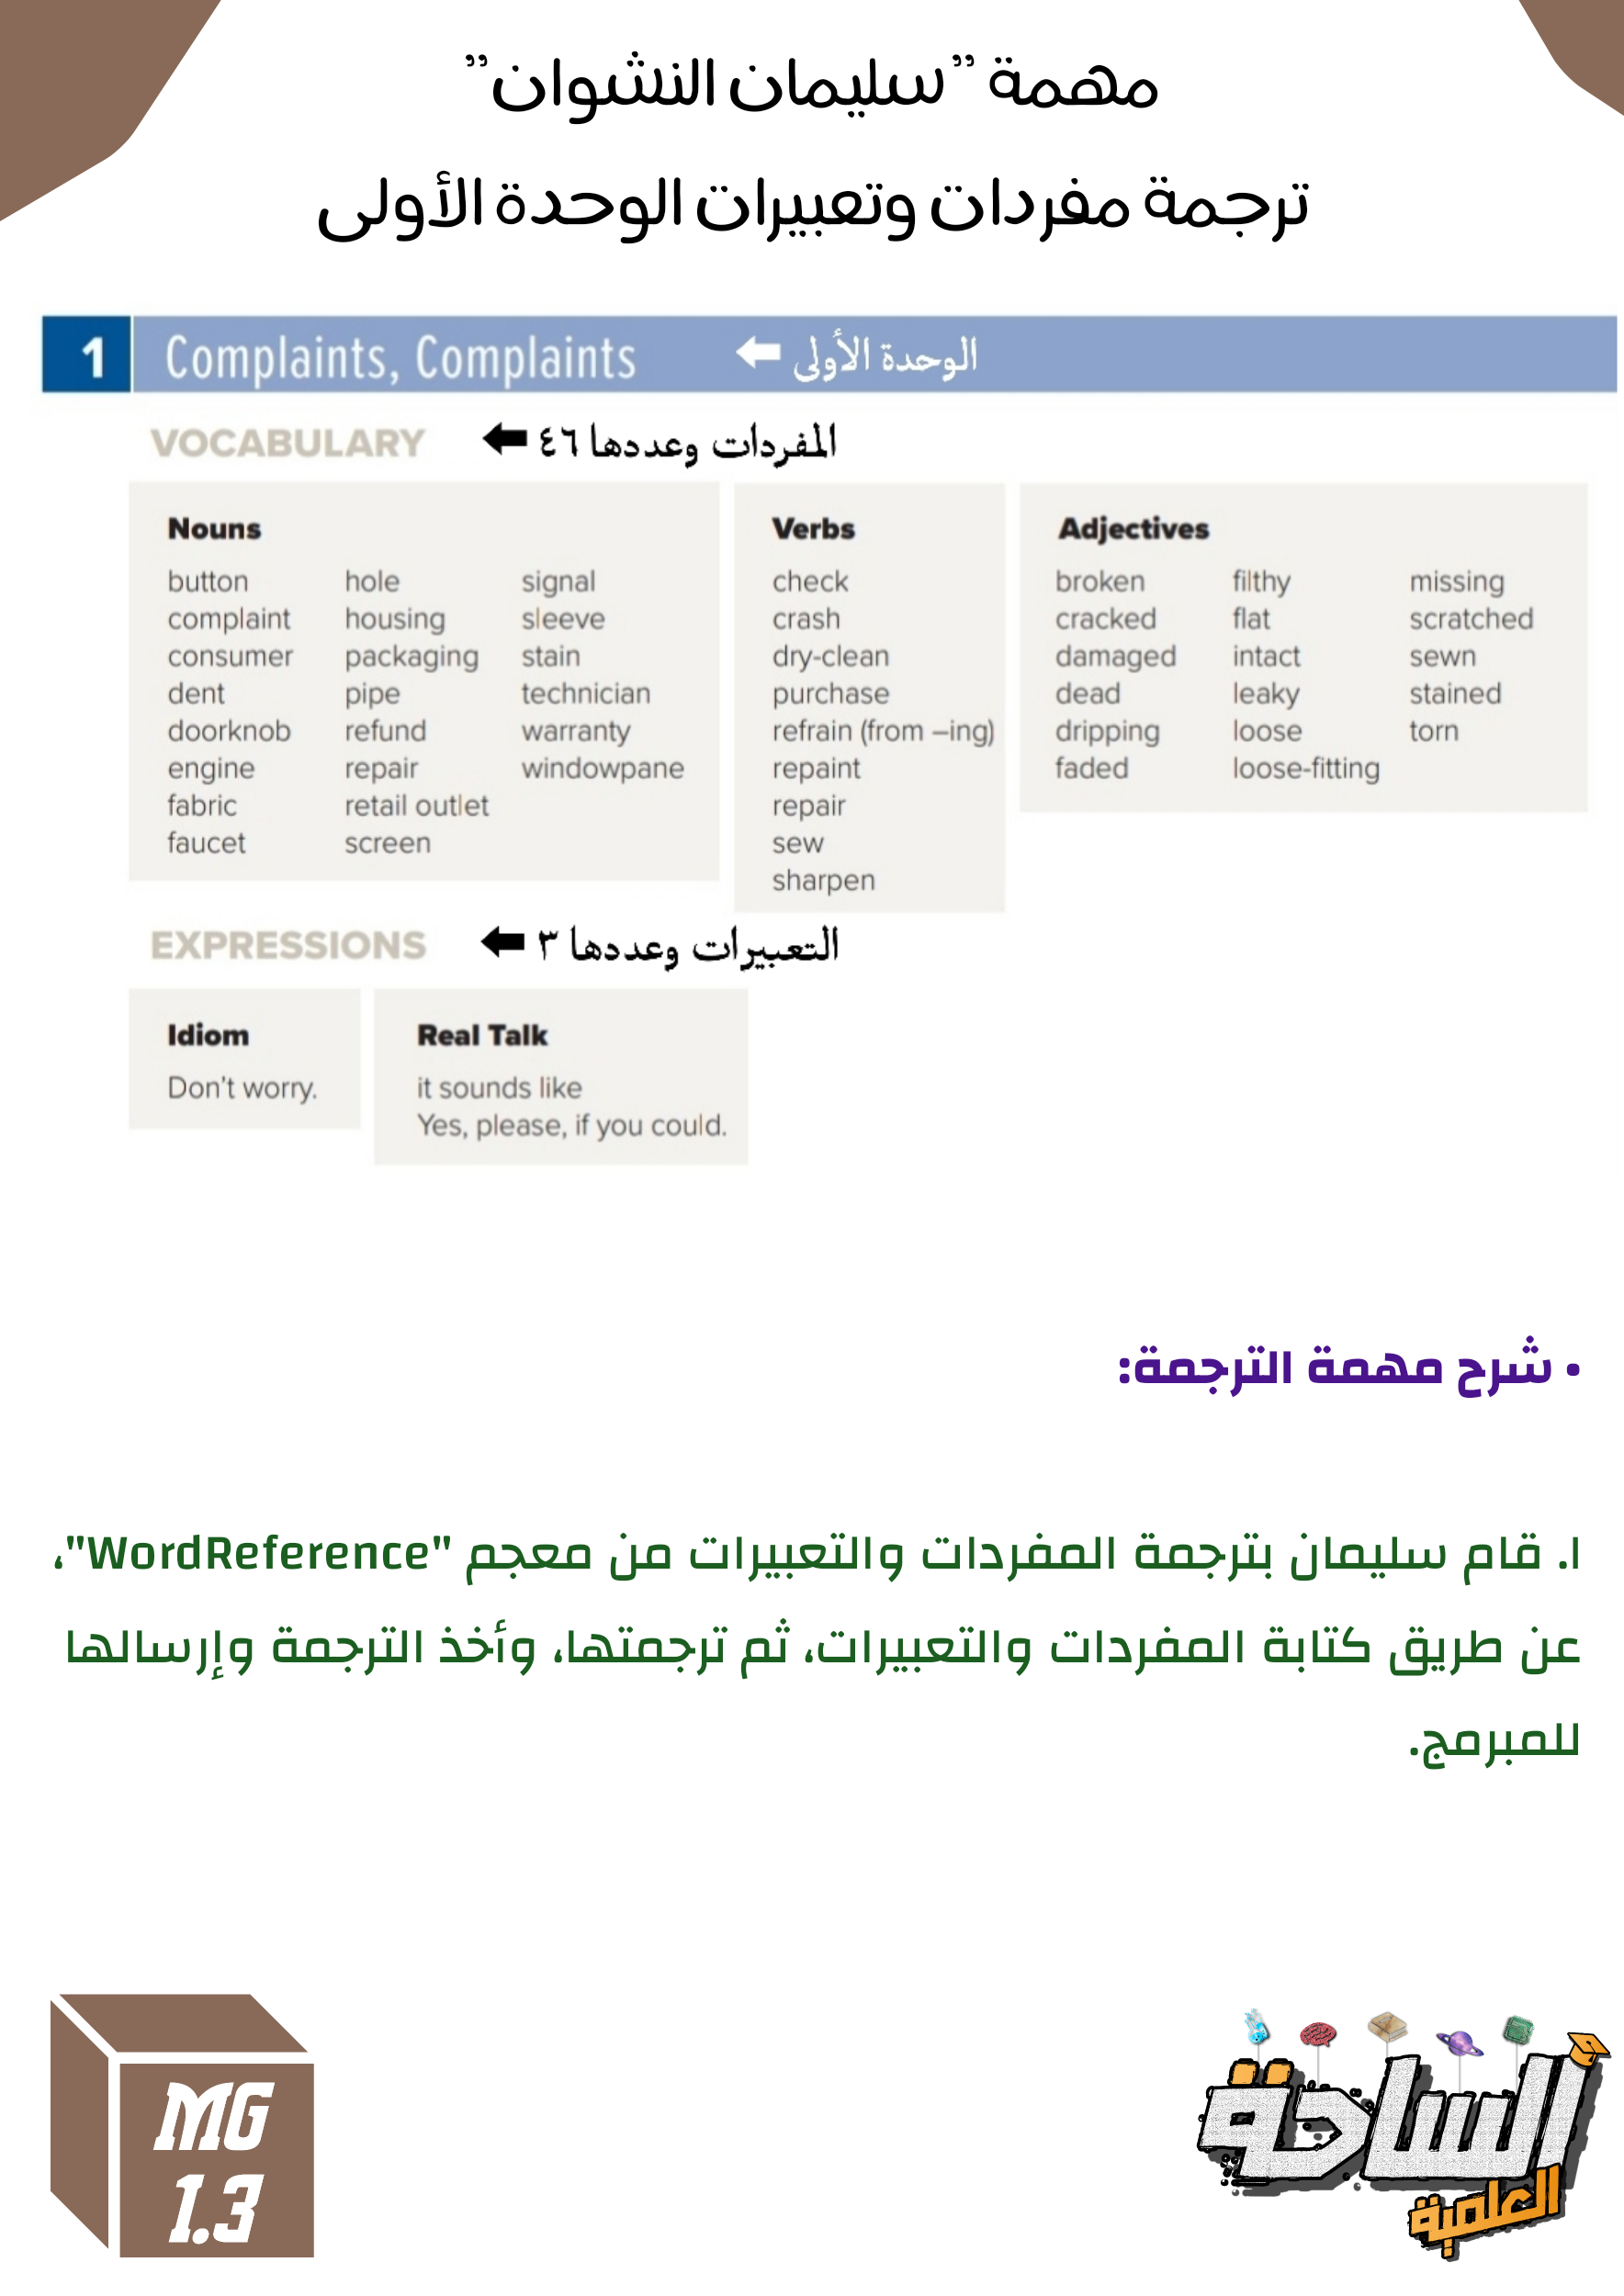 مهمة ”سليمان النشوان”
ترجمة مفردات وتعبيرات الوحدة الأولى
1 Complaints, Complaints ⬅ الوحدة الأولى
VOCABULARY ⬅ المفردات وعددها ٤٦
Nouns
button
complaint
consumer
dent
doorknob
engine
fabric
faucet
hole
housing
packaging
pipe
refund
repair
retail outlet
screen
signal
sleeve
stain
technician
warranty
windowpane
Verbs
check
crash
dry-clean
purchase
refrain (from –ing)
repaint
repair
sew
sharpen
Adjectives
broken
cracked
damaged
dead
dripping
faded
filthy
flat
intact
leaky
loose
loose-fitting
missing
scratched
sewn
stained
torn
EXPRESSIONS ⬅ التعبيرات وعددها ٣
Idiom
Don't worry.
Real Talk
it sounds like
Yes, please, if you could.
• شرح مهمة الترجمة:
١. قام سليمان بترجمة المفردات والتعبيرات من معجم "WordReference"،
عن طريق كتابة المفردات والتعبيرات، ثم ترجمتها، وأخذ الترجمة وإرسالها
للمبرمج.
MG
1.3
الساحة
العلمية